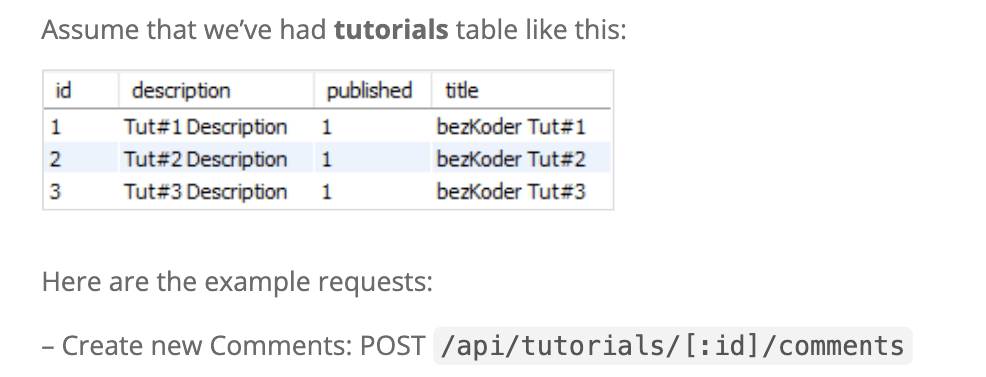 Assume that we’ve had tutorials table like this:
id description published title
1 Tut#1 Description 1 bezKoder Tut#1
2 Tut#2 Description 1 bezKoder Tut#2
3 Tut#3 Description 1 bezKoder Tut#3
Here are the example requests:
– Create new Comments: POST /api/tutorials/[:id]/comments